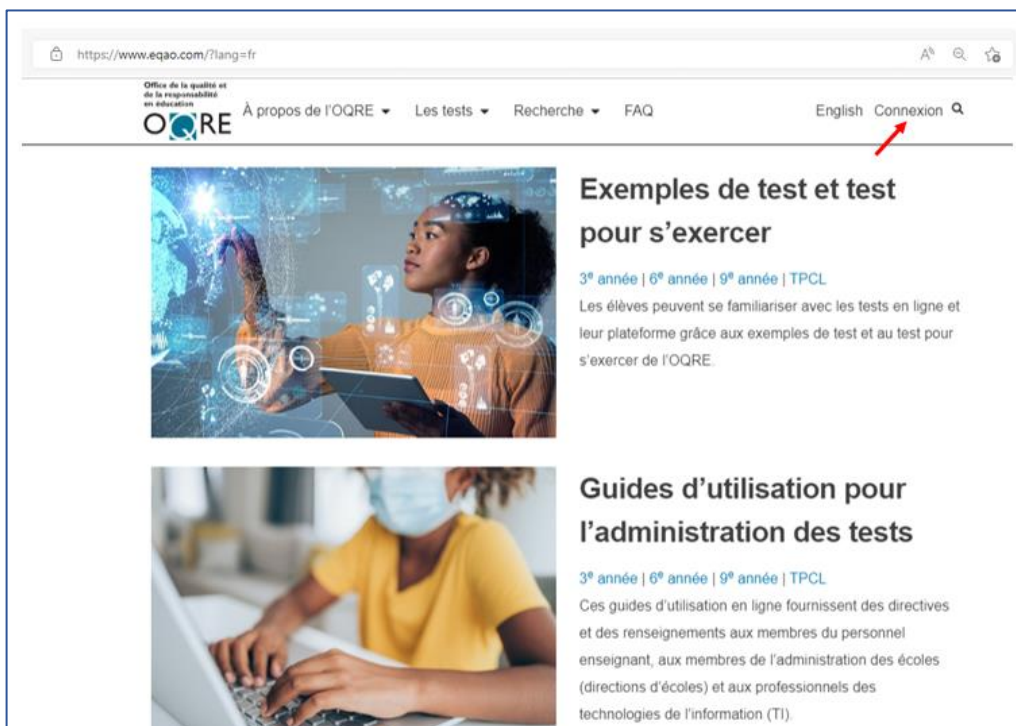 https://www.eqao.com/?lang=fr
Office de la qualité et
de la responsabilité
en éducation
OQRE
À propos de l'OQRE Les tests Recherche FAQ English Connexion
Exemples de test et test
pour s'exercer
3e année | 6e année | 9e année | TPCL
Les élèves peuvent se familiariser avec les tests en ligne et
leur plateforme grâce aux exemples de test et au test pour
s'exercer de l'OQRE.
Guides d'utilisation pour
l'administration des tests
3e année | 6e année | 9e année | TPCL
Ces guides d'utilisation en ligne fournissent des directives
et des renseignements aux membres du personnel
enseignant, aux membres de l'administration des écoles
(directions d'écoles) et aux professionnels des
technologies de l'information (TI).